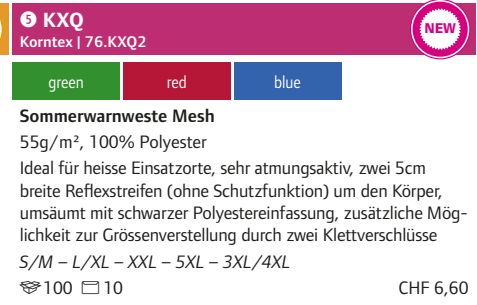 ❺ KXQ
Korntex | 76.KXQ2
NEW
green red blue
Sommerwarnweste Mesh
55g/m², 100% Polyester
Ideal für heisse Einsatzorte, sehr atmungsaktiv, zwei 5cm
breite Reflexstreifen (ohne Schutzfunktion) um den Körper,
umsäumt mit schwarzer Polyestereinfassung, zusätzliche Mög-
lichkeit zur Grössenverstellung durch zwei Klettverschlüsse
S/M – L/XL – XXL – 5XL – 3XL/4XL
100 10 CHF 6,60